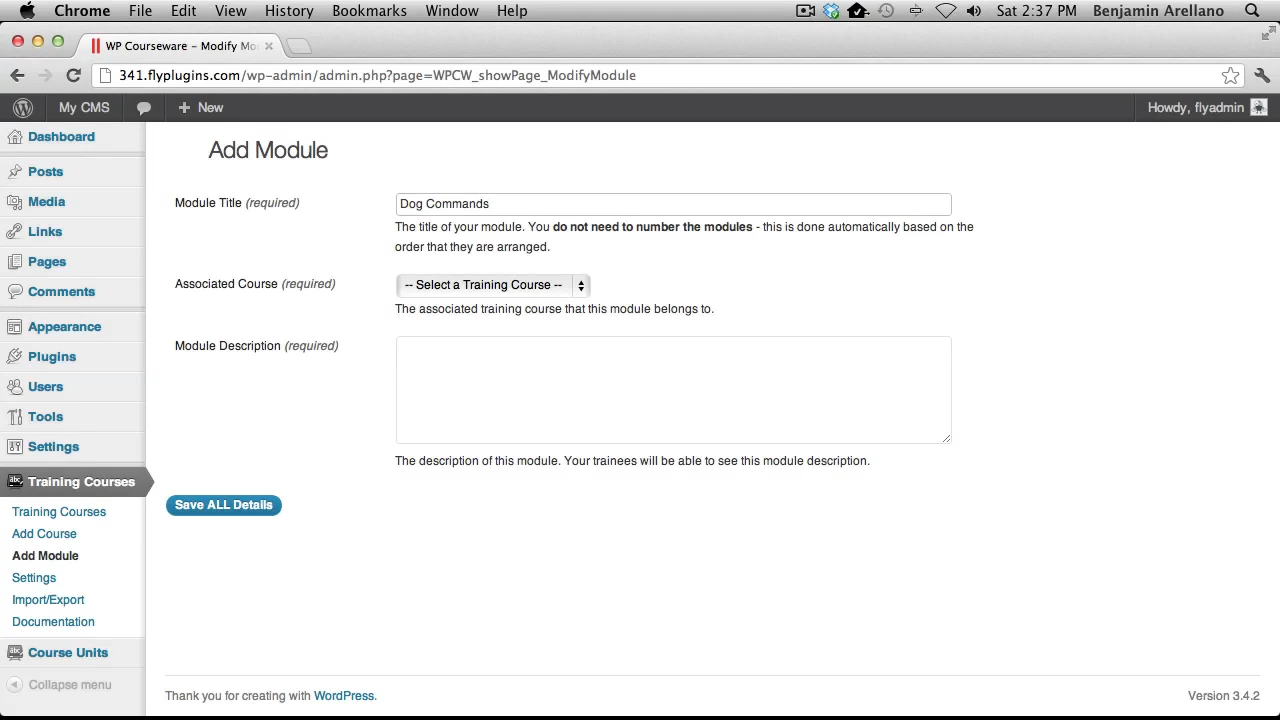 Chrome File Edit View History Bookmarks Window Help Sat 2:37 PM Benjamin Arellano
WP Courseware – Modify Mo
341.flyplugins.com/wp-admin/admin.php?page=WPCW_showPage_ModifyModule
My CMS + New Howdy, flyadmin
Dashboard
Posts
Media
Links
Pages
Comments
Appearance
Plugins
Users
Tools
Settings
Training Courses
Training Courses
Add Course
Add Module
Settings
Import/Export
Documentation
Course Units
Collapse menu
Add Module
Module Title (required)
Dog Commands
The title of your module. You do not need to number the modules - this is done automatically based on the
order that they are arranged.
Associated Course (required)
-- Select a Training Course --
The associated training course that this module belongs to.
Module Description (required)
The description of this module. Your trainees will be able to see this module description.
Save ALL Details
Thank you for creating with WordPress.
Version 3.4.2